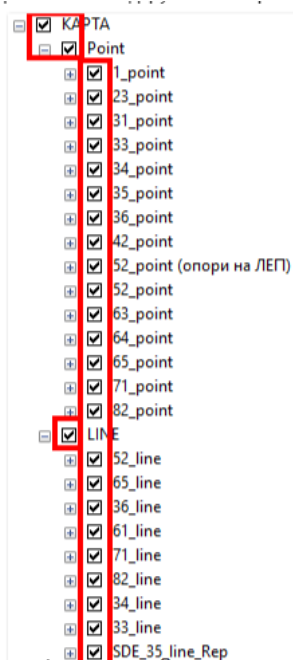 КАРТА
Point
1_point
23_point
31_point
33_point
34_point
35_point
36_point
42_point
52_point (опори на ЛЕП)
52_point
63_point
64_point
65_point
71_point
82_point
LINE
52_line
65_line
36_line
61_line
71_line
82_line
34_line
33_line
SDE_35_line_Rep